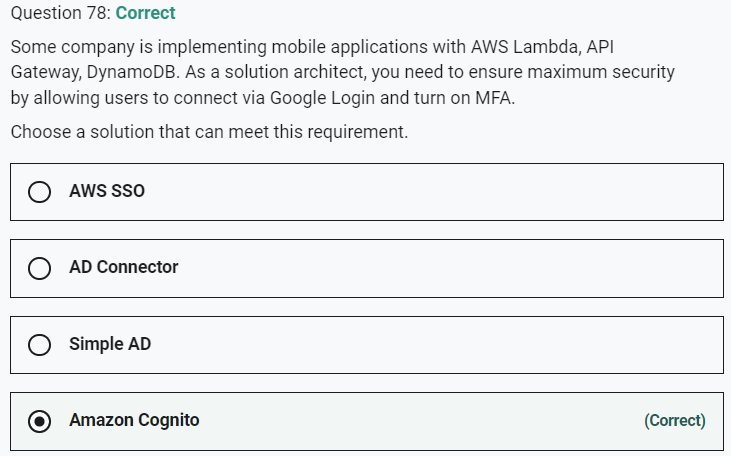 Question 78: Correct
Some company is implementing mobile applications with AWS Lambda, API
Gateway, DynamoDB. As a solution architect, you need to ensure maximum security
by allowing users to connect via Google Login and turn on MFA.
Choose a solution that can meet this requirement.
AWS SSO
AD Connector
Simple AD
Amazon Cognito (Correct)